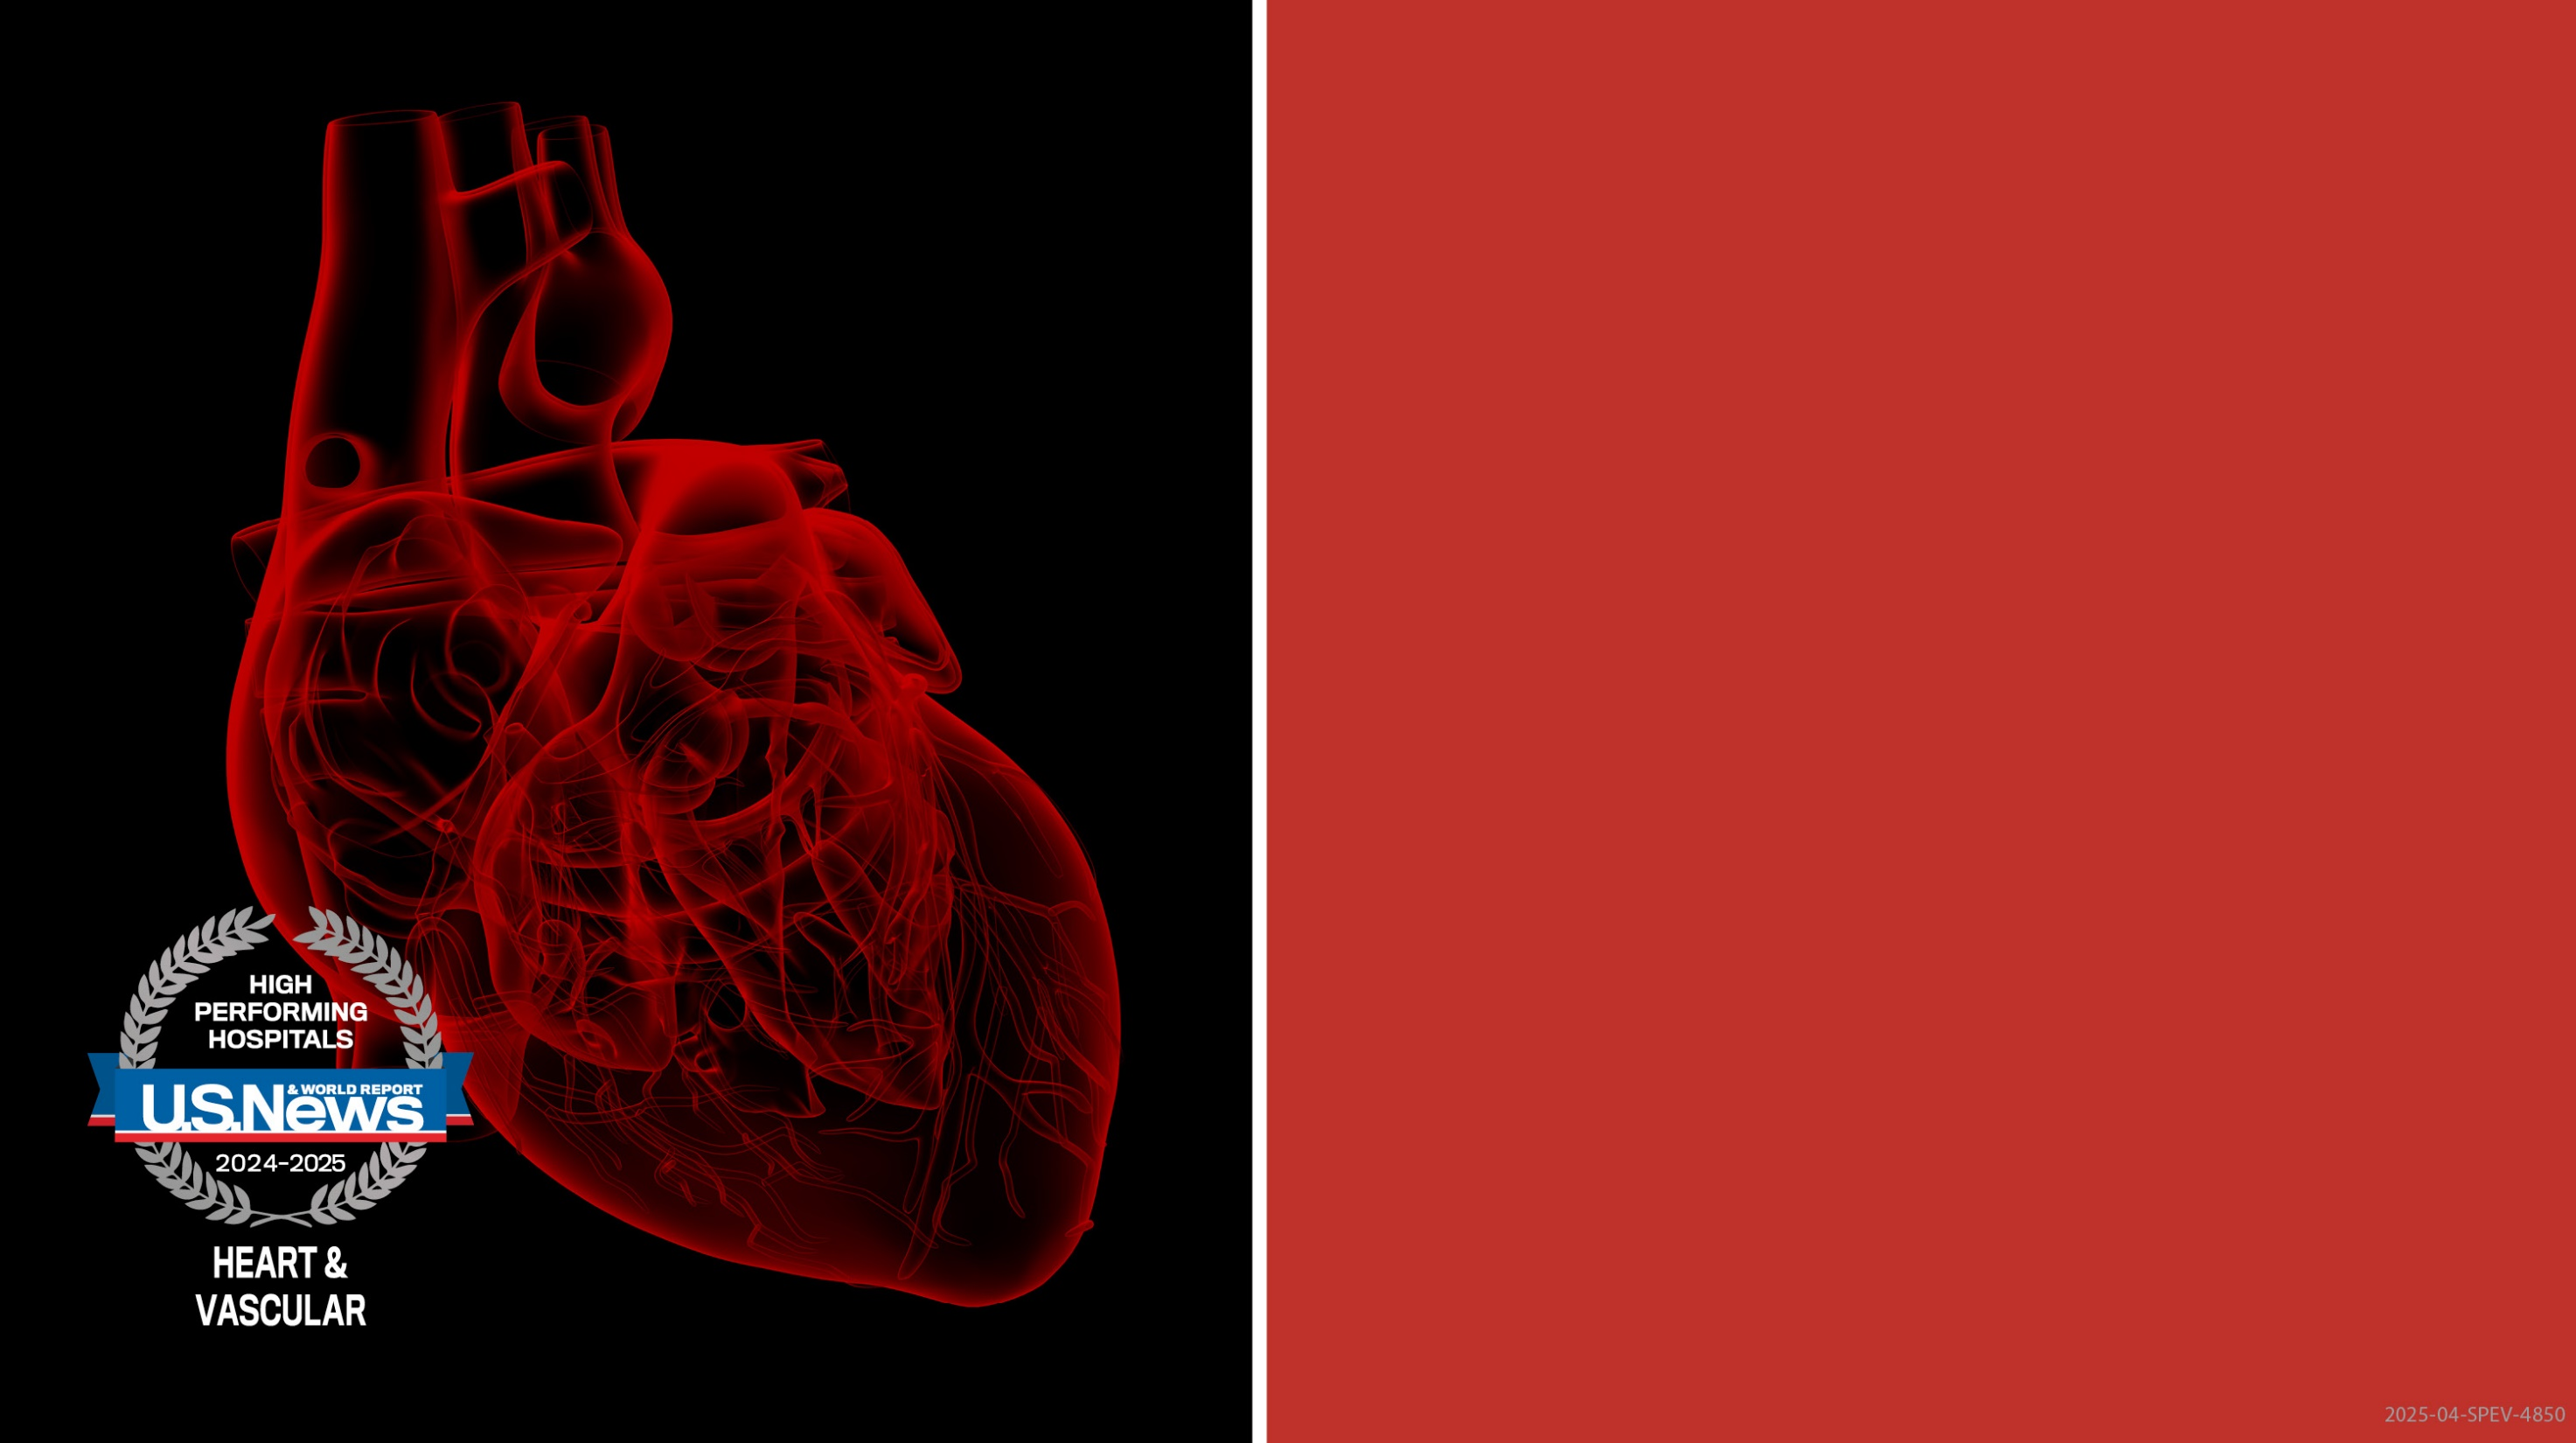 HIGH
PERFORMING
HOSPITALS
& WORLD REPORT
U.S.News
2024-2025
HEART &
VASCULAR
2025-04-SPEV-4850